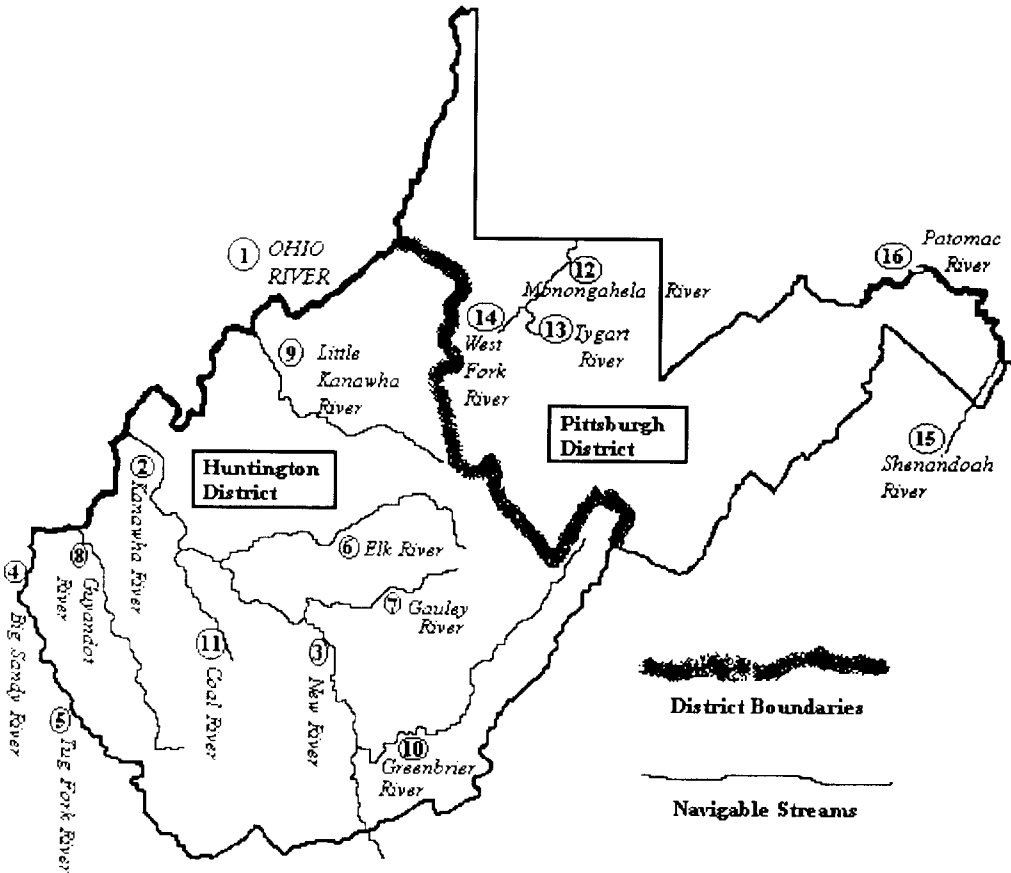 1 OHIO
RIVER
16 Patomac
River
12
Monongahela River
14 West
Fork
River
13 Tygart
River
9 Little
Kanawha
River
Pittsburgh
District
15
Shenandoah
River
Huntington
District
2 Kanawha River
6 Elk River
8 Guyandot
River
4 Big Sandy River
7 Gauley
River
11 Coal River
3 New River
5 Tug Fork River
10
Greenbrier
River
District Boundaries
Navigable Streams